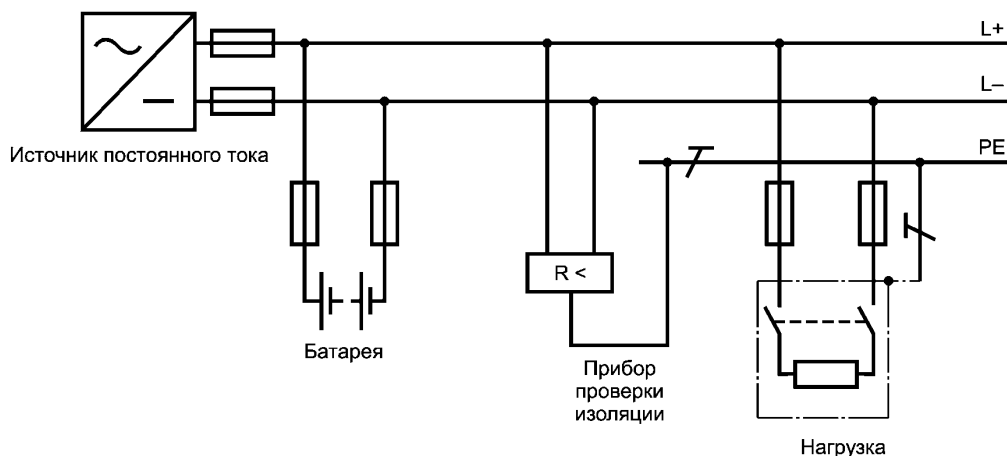 L+
L–
Источник постоянного тока
PE
R <
Батарея
Прибор
проверки
изоляции
Нагрузка